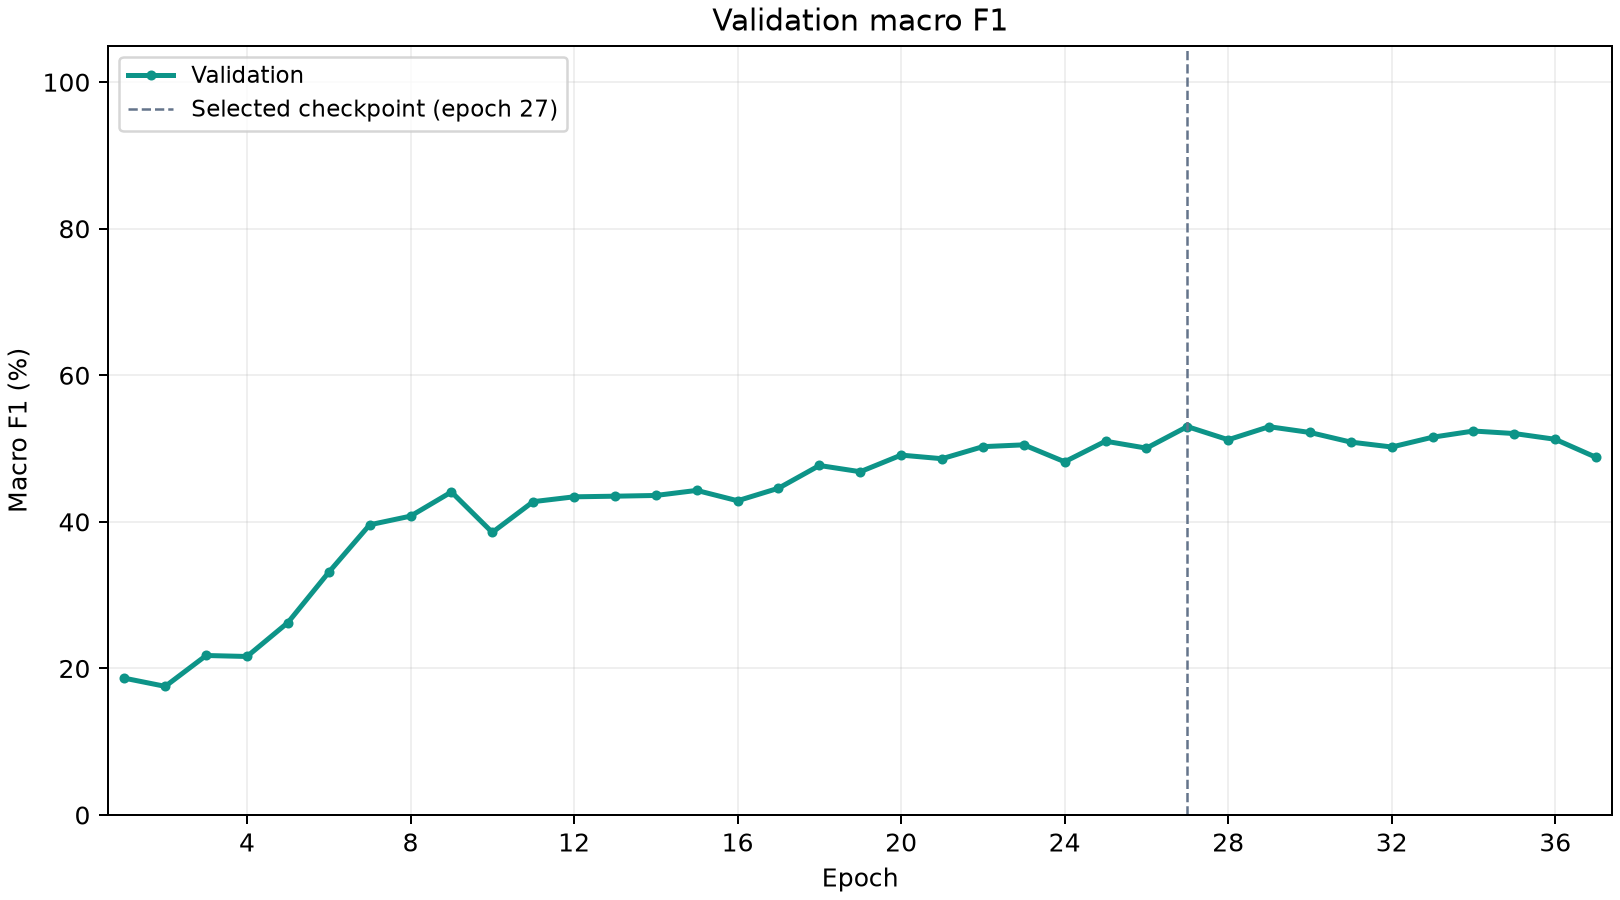 Validation macro F1
Validation
Selected checkpoint (epoch 27)
Macro F1 (%)
100
80
60
40
20
0
4 8 12 16 20 24 28 32 36
Epoch